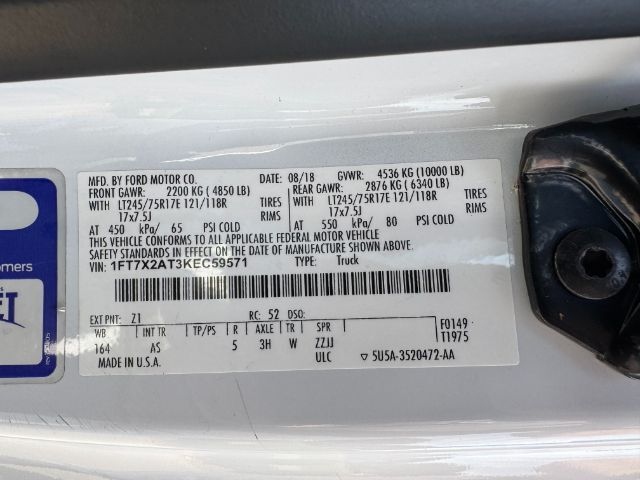 MFD. BY FORD MOTOR CO. 08/18 GVWR: 4536 KG (10000 LB)
FRONT GAWR: 2200 KG (4850 LB) REAR GAWR: 2876 KG (6340 LB)
WITH LT245/75R17E 121/118R TIRES WITH LT245/75R17E 121/118R TIRES
17x7.5J RIMS 17x7.5J RIMS
AT 450 kPa/ 65 PSI COLD AT 550 kPa/ 80 PSI COLD
THIS VEHICLE CONFORMS TO ALL APPLICABLE FEDERAL MOTOR VEHICLE
SAFETY STANDARDS IN EFFECT ON THE DATE OF MANUFACTURE SHOWN ABOVE.
VIN: 1FT7X2AT3KEC59571 TYPE: Truck
EXT PNT: Z1 RC: 52 DSO: F0149
WB INT TR TP/PS R AXLE TR SPR T1975
164 AS 5 3H W ZZJJ
MADE IN U.S.A. ULC ▽ 5U5A-3520472-AA
omers
ET